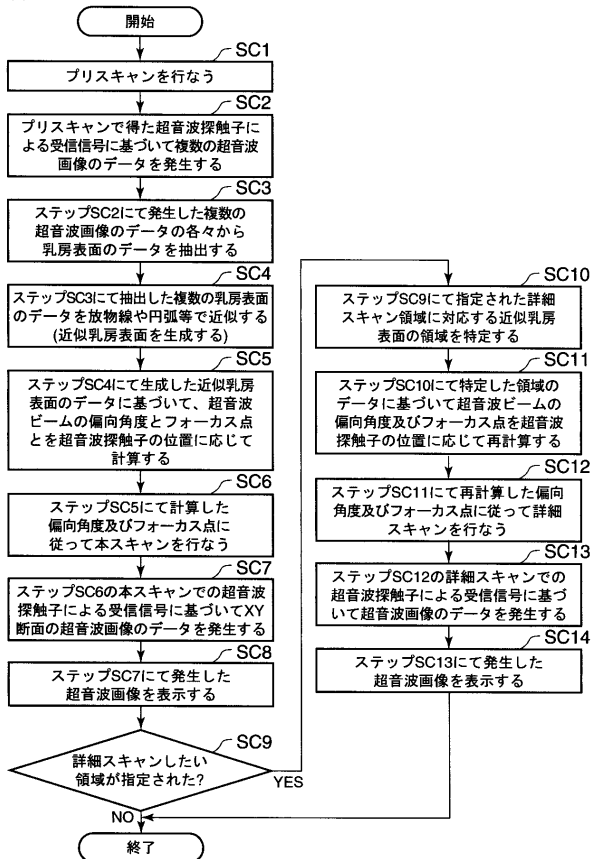 開始
SC1
プリスキャンを行なう
SC2
プリスキャンで得た超音波探触子に
よる受信信号に基づいて複数の超音波
画像のデータを発生する
SC3
ステップSC2にて発生した複数の
超音波画像のデータの各々から
乳房表面のデータを抽出する
SC4
ステップSC3にて抽出した複数の乳房表面
のデータを放物線や円弧等で近似する
(近似乳房表面を生成する)
SC5
ステップSC4にて生成した近似乳房
表面のデータに基づいて、超音波
ビームの偏向角度とフォーカス点
とを超音波探触子の位置に応じて
計算する
SC6
ステップSC5にて計算した
偏向角度及びフォーカス点に
従って本スキャンを行なう
SC7
ステップSC6の本スキャンでの超音波
探触子による受信信号に基づいてXY
断面の超音波画像のデータを発生する
SC8
ステップSC7にて発生した
超音波画像を表示する
SC9
詳細スキャンしたい
領域が指定された?
YES
NO
終了
SC10
ステップSC9にて指定された詳細
スキャン領域に対応する近似乳房
表面の領域を特定する
SC11
ステップSC10にて特定した領域の
データに基づいて超音波ビームの
偏向角度及びフォーカス点を超音波
探触子の位置に応じて再計算する
SC12
ステップSC11にて再計算した偏向
角度及びフォーカス点に従って詳細
スキャンを行なう
SC13
ステップSC12の詳細スキャンでの
超音波探触子による受信信号に基づ
いて超音波画像のデータを発生する
SC14
ステップSC13にて発生した
超音波画像を表示する